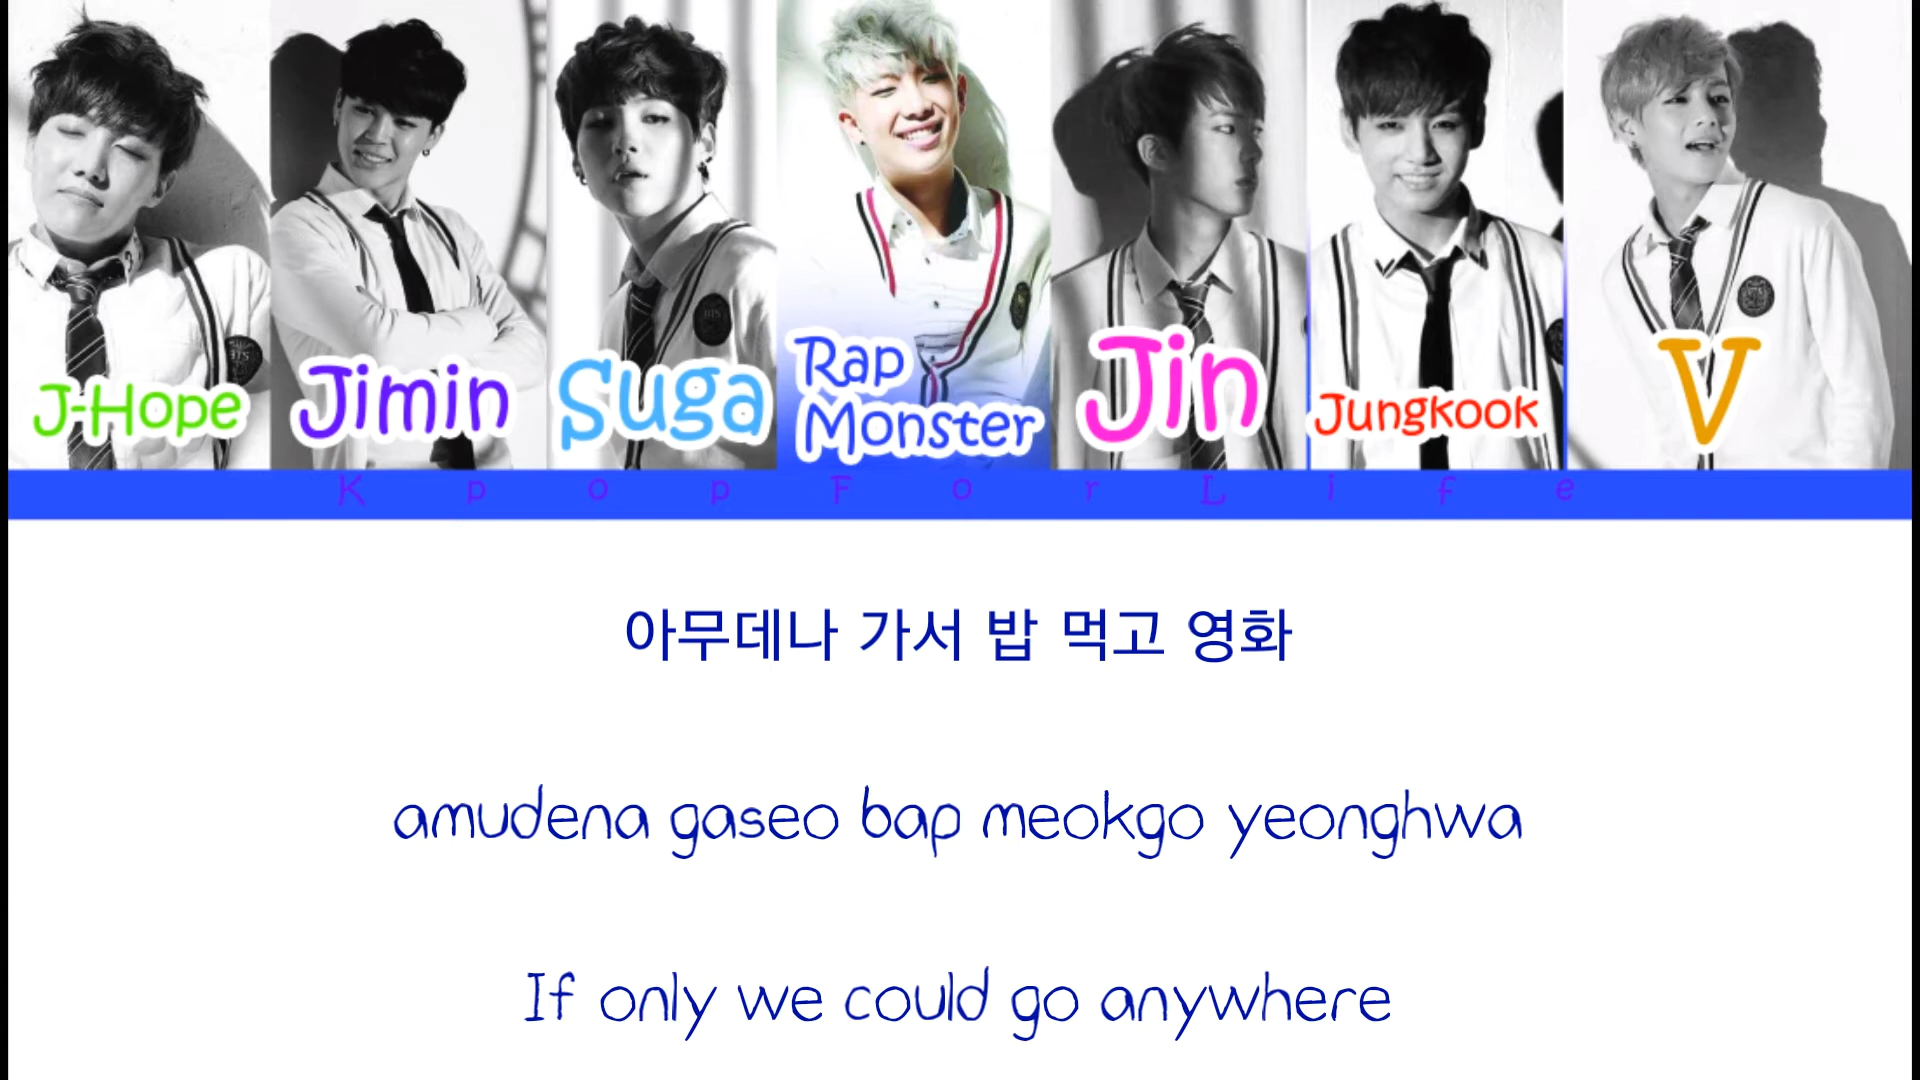 J-Hope
Jimin
Suga
Rap
Monster
Jin
Jungkook
V
KpopForLife
아무데나 가서 밥 먹고 영화
amudena gaseo bap meokgo yeonghwa
If only we could go anywhere